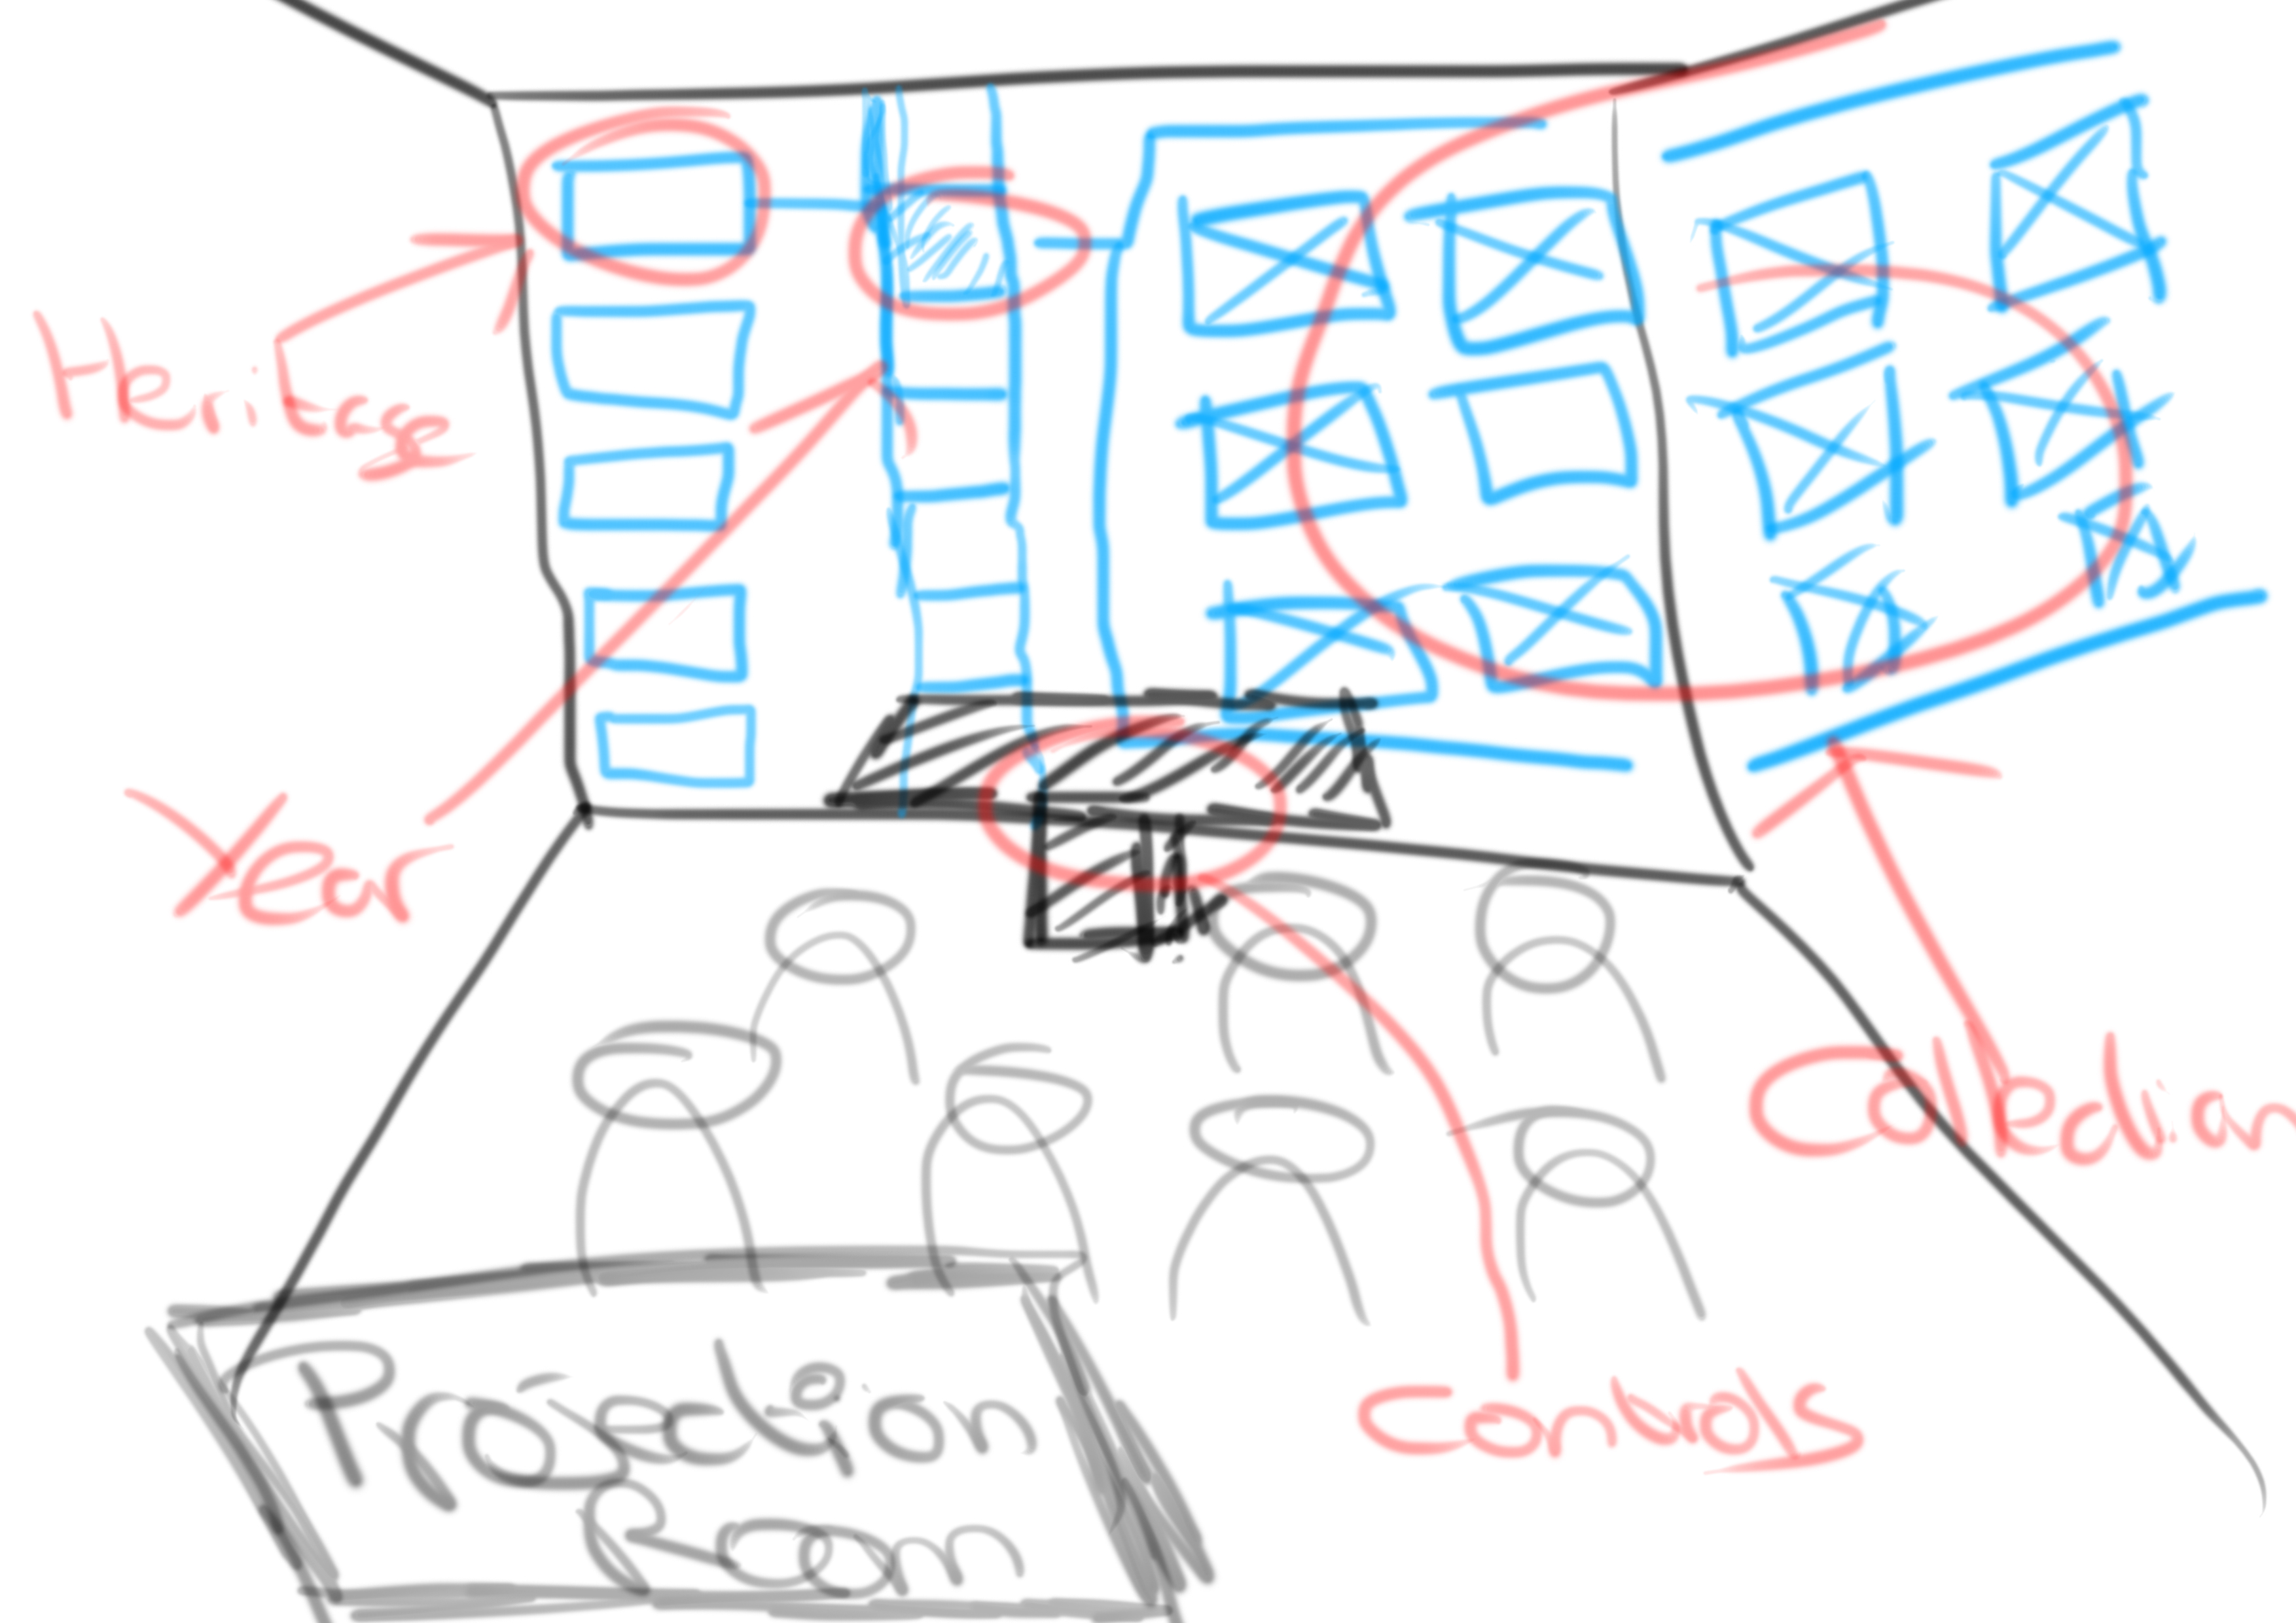 Heritage
Year
Collection
Controls
Projection
Room